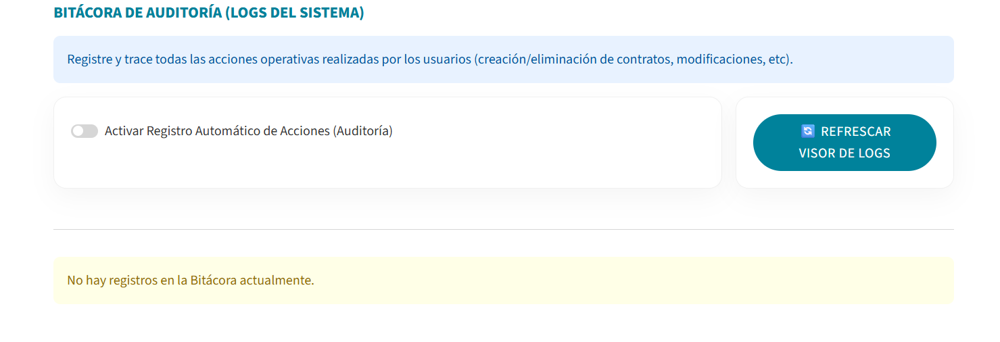 BITÁCORA DE AUDITORÍA (LOGS DEL SISTEMA)
Registre y trace todas las acciones operativas realizadas por los usuarios (creación/eliminación de contratos, modificaciones, etc).
Activar Registro Automático de Acciones (Auditoría)
REFRESCAR
VISOR DE LOGS
No hay registros en la Bitácora actualmente.